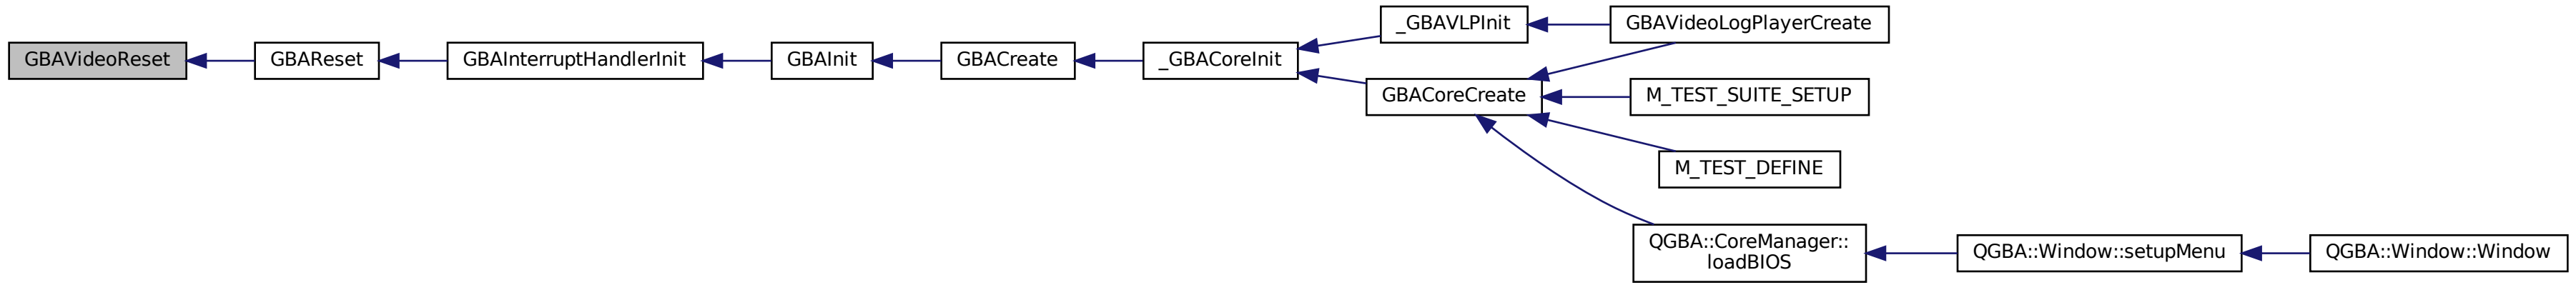 GBAVideoReset
GBAReset
GBAInterruptHandlerInit
GBAInit
GBACreate
_GBACoreInit
_GBAVLPInit
GBAVideoLogPlayerCreate
GBACoreCreate
M_TEST_SUITE_SETUP
M_TEST_DEFINE
QGBA::CoreManager::
loadBIOS
QGBA::Window::setupMenu
QGBA::Window::Window